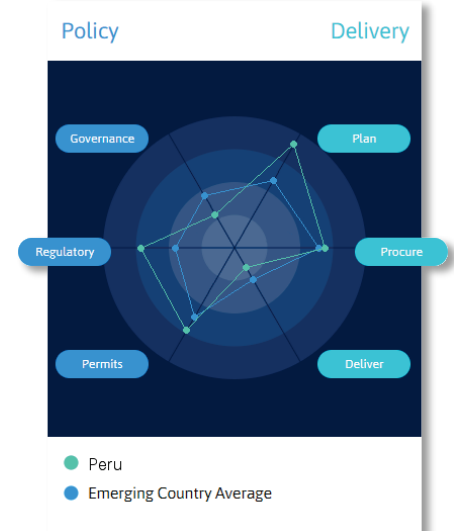 Policy Delivery
Governance Plan
Regulatory Procure
Permits Deliver
Peru
Emerging Country Average